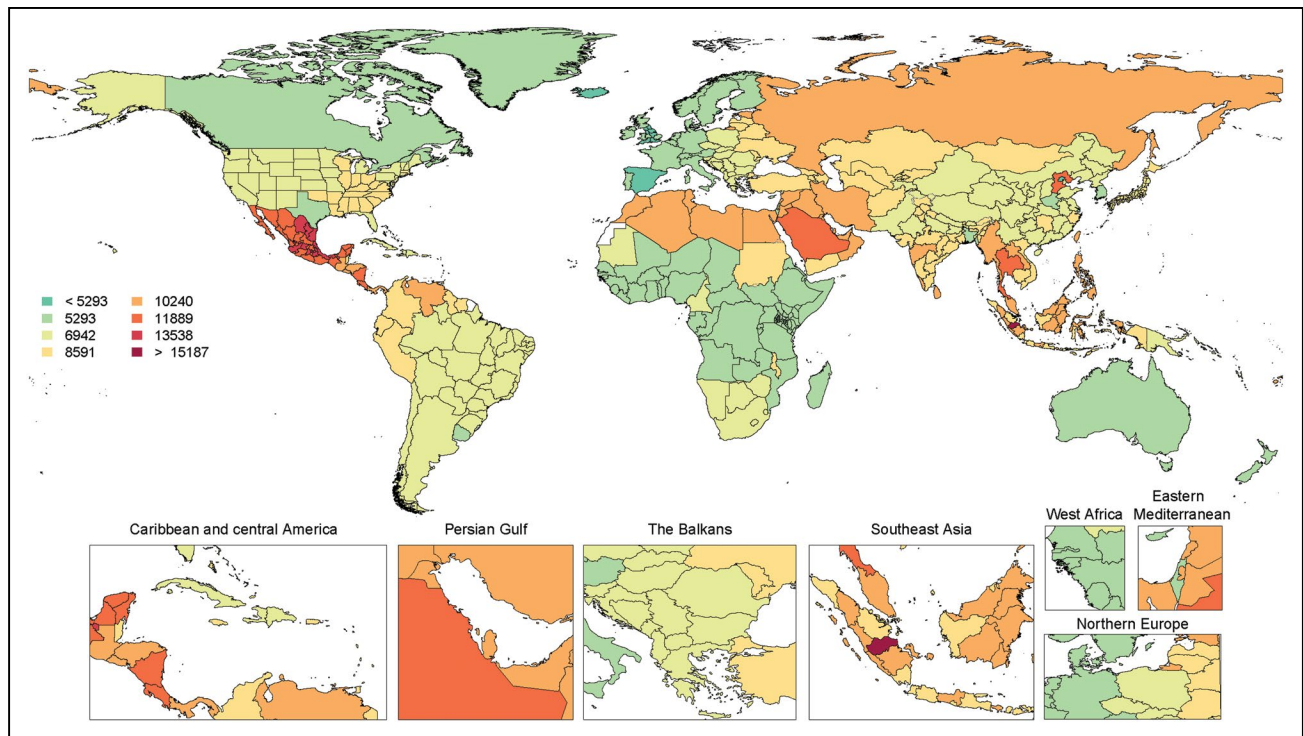 < 5293
5293
6942
8591
10240
11889
13538
> 15187
Caribbean and central America
Persian Gulf
The Balkans
Southeast Asia
West Africa
Eastern
Mediterranean
Northern Europe